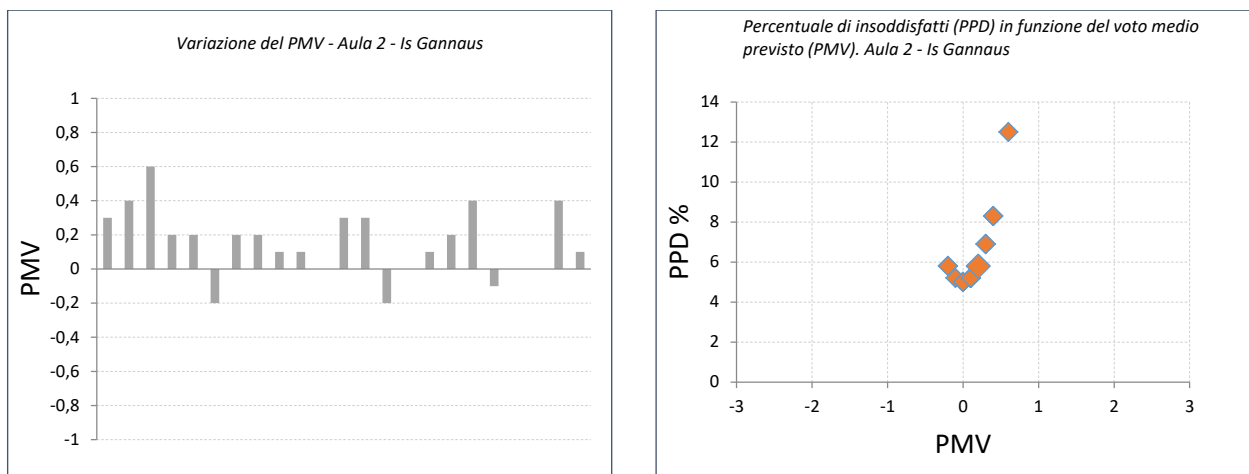 Variazione del PMV - Aula 2 - Is Gannaus
1
0,8
0,6
0,4
0,2
0
-0,2
-0,4
-0,6
-0,8
-1
PMV
Percentuale di insoddisfatti (PPD) in funzione del voto medio
previsto (PMV). Aula 2 - Is Gannaus
14
12
10
8
6
4
2
0
PPD %
-3 -2 -1 0 1 2 3
PMV